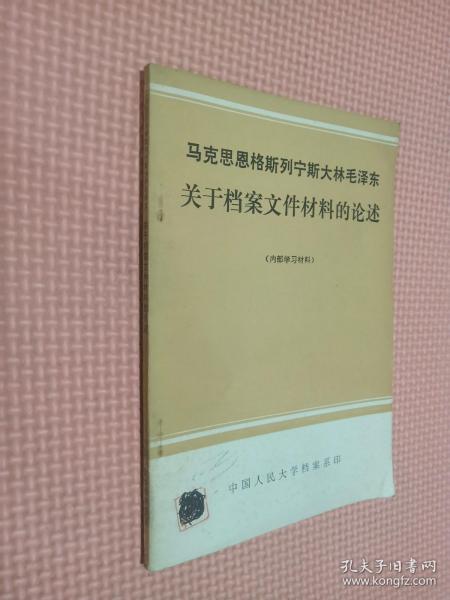 马克思恩格斯列宁斯大林毛泽东
关于档案文件材料的论述
（内部学习材料）
中国人民大学档案系印
孔夫子旧书网
www.kongfz.com